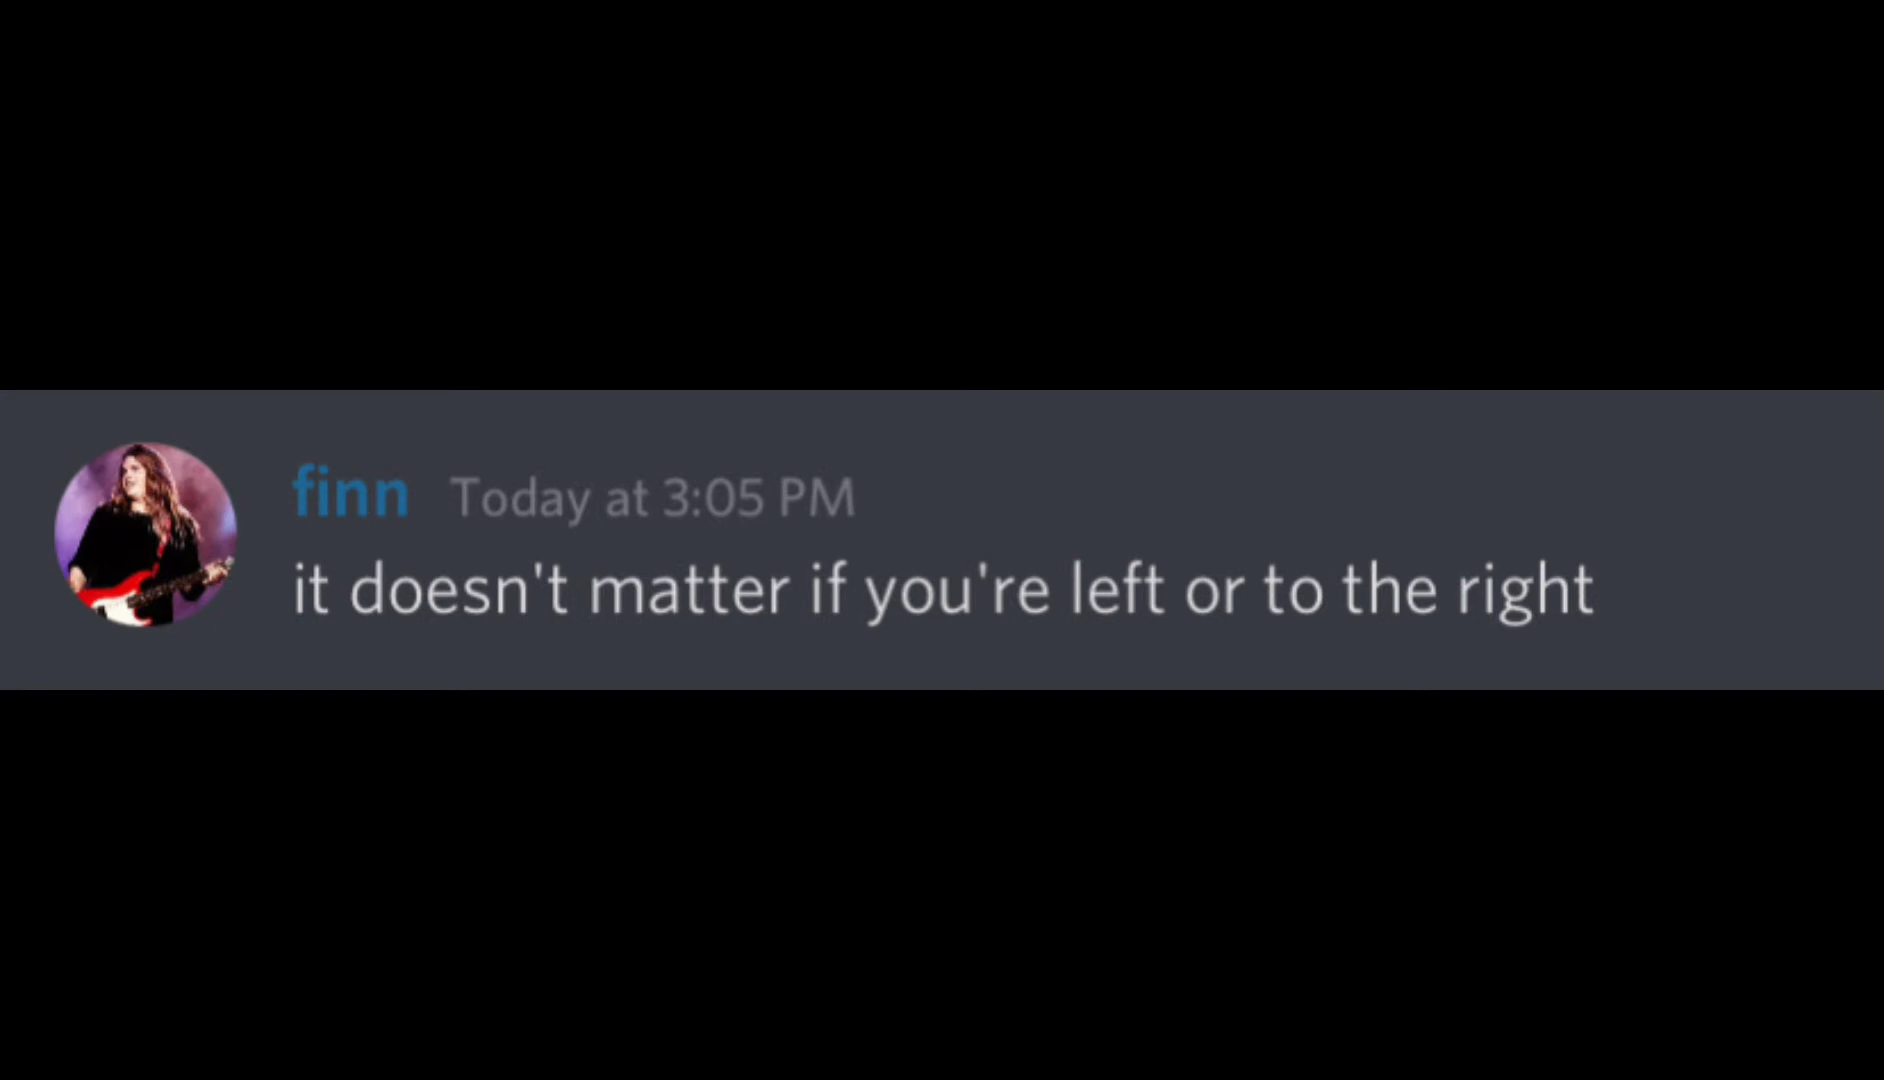 finn Today at 3:05 PM
it doesn't matter if you're left or to the right